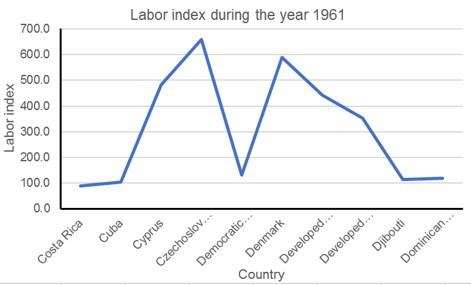 Labor index during the year 1961
700.0
600.0
500.0
400.0
300.0
200.0
100.0
0.0
Labor index
Costa Rica
Cuba
Cyprus
Czechoslov...
Democratic...
Denmark
Developed...
Developed...
Djibouti
Dominican...
Country